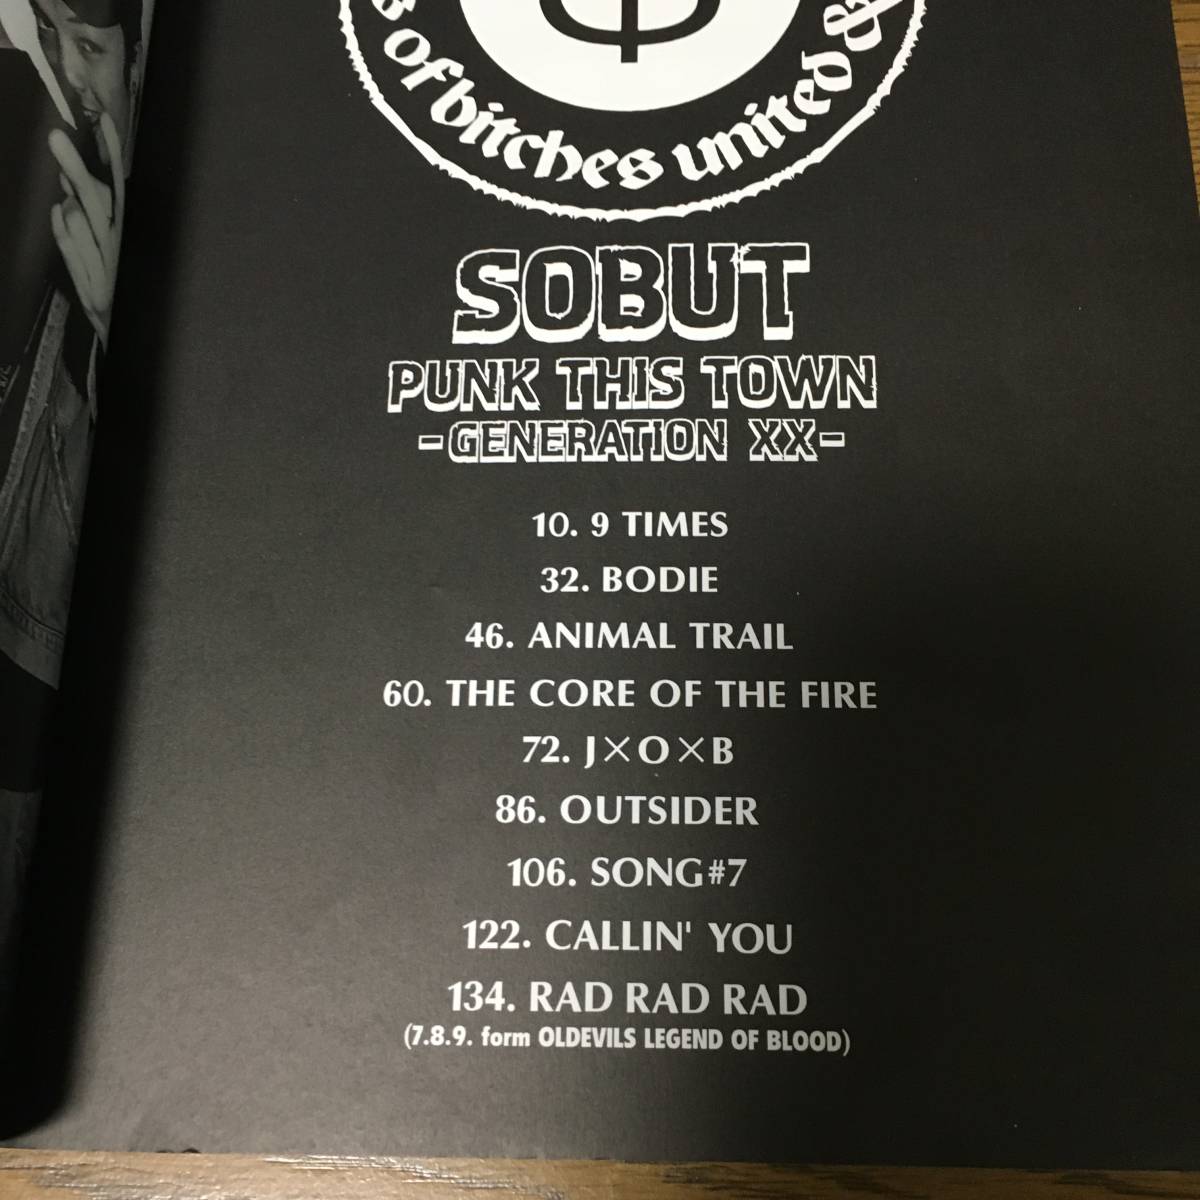 of bitches united &
SOBUT
PUNK THIS TOWN
-GENERATION XX-
10. 9 TIMES
32. BODIE
46. ANIMAL TRAIL
60. THE CORE OF THE FIRE
72. J×O×B
86. OUTSIDER
106. SONG#7
122. CALLIN' YOU
134. RAD RAD RAD
(7.8.9. form OLDEVILS LEGEND OF BLOOD)